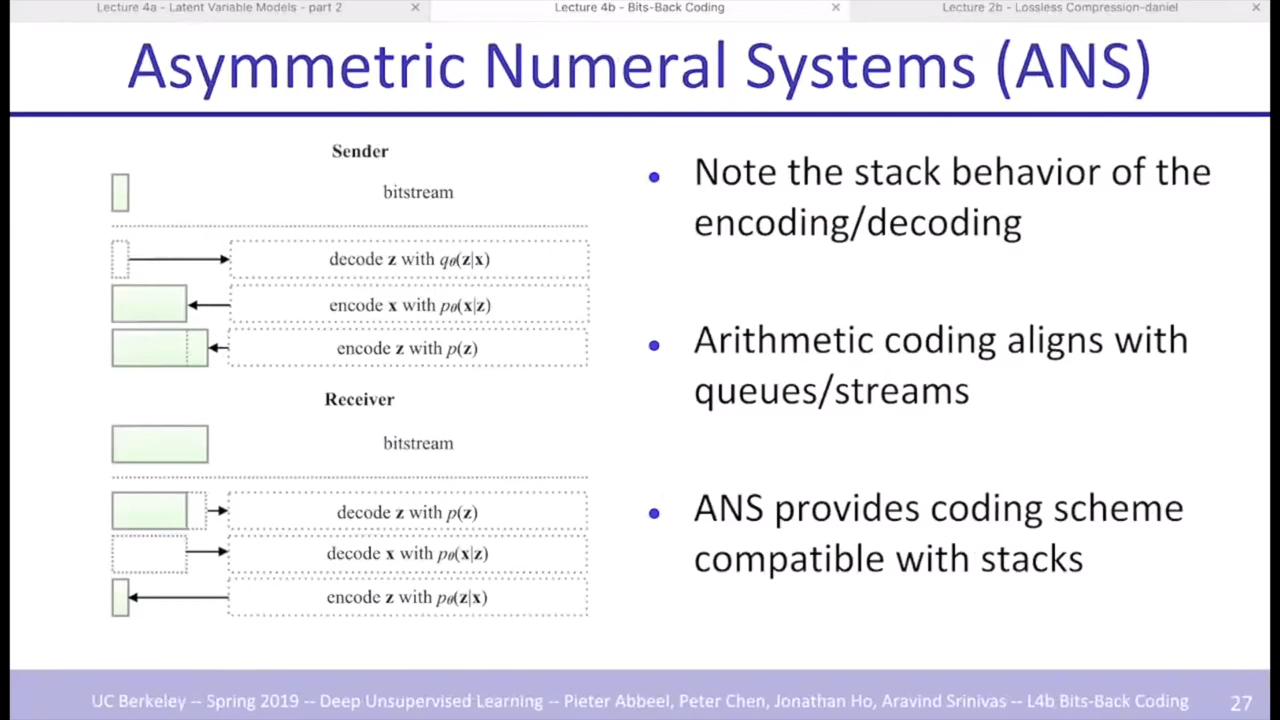 Lecture 4a - Latent Variable Models - part 2 × Lecture 4b - Bits-Back Coding × Lecture 2b - Lossless Compression-daniel ×
Asymmetric Numeral Systems (ANS)
Sender
bitstream
decode z with qθ(z|x)
encode x with pθ(x|z)
encode z with p(z)
Receiver
bitstream
decode z with p(z)
decode x with pθ(x|z)
encode z with pθ(z|x)
• Note the stack behavior of the
encoding/decoding
• Arithmetic coding aligns with
queues/streams
• ANS provides coding scheme
compatible with stacks
UC Berkeley -- Spring 2019 -- Deep Unsupervised Learning -- Pieter Abbeel, Peter Chen, Jonathan Ho, Aravind Srinivas -- L4b Bits-Back Coding 27